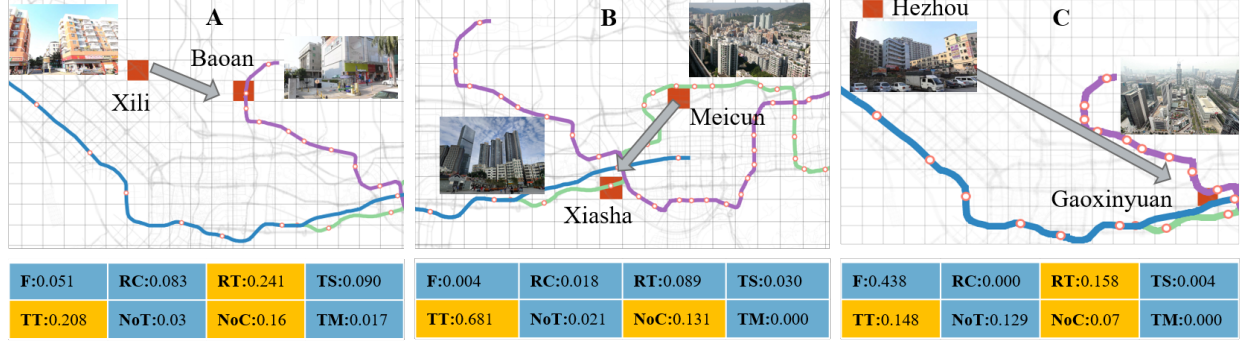 A
Baoan
Xili
B
Meicun
Xiasha
C
Hezhou
Gaoxinyuan
F:0.051 RC:0.083 RT:0.241 TS:0.090
TT:0.208 NoT:0.03 NoC:0.16 TM:0.017
F:0.004 RC:0.018 RT:0.089 TS:0.030
TT:0.681 NoT:0.021 NoC:0.131 TM:0.000
F:0.438 RC:0.000 RT:0.158 TS:0.004
TT:0.148 NoT:0.129 NoC:0.07 TM:0.000